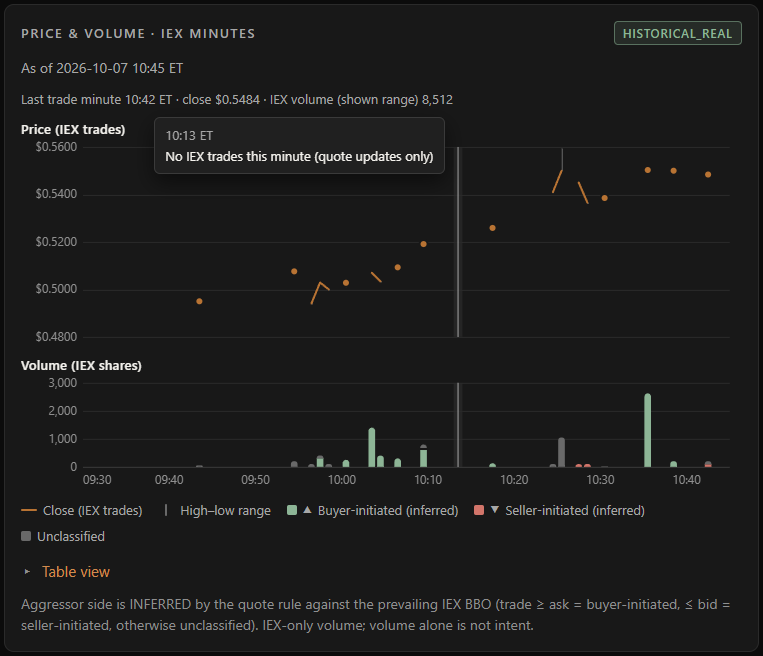 PRICE & VOLUME · IEX MINUTES
HISTORICAL_REAL
As of 2026-10-07 10:45 ET
Last trade minute 10:42 ET · close $0.5484 · IEX volume (shown range) 8,512
Price (IEX trades)
10:13 ET
No IEX trades this minute (quote updates only)
$0.5600
$0.5400
$0.5200
$0.5000
$0.4800
Volume (IEX shares)
3,000
2,000
1,000
0
09:30 09:40 09:50 10:00 10:10 10:20 10:30 10:40
Close (IEX trades) High–low range Buyer-initiated (inferred) Seller-initiated (inferred)
Unclassified
Table view
Aggressor side is INFERRED by the quote rule against the prevailing IEX BBO (trade ≥ ask = buyer-initiated, ≤ bid =
seller-initiated, otherwise unclassified). IEX-only volume; volume alone is not intent.